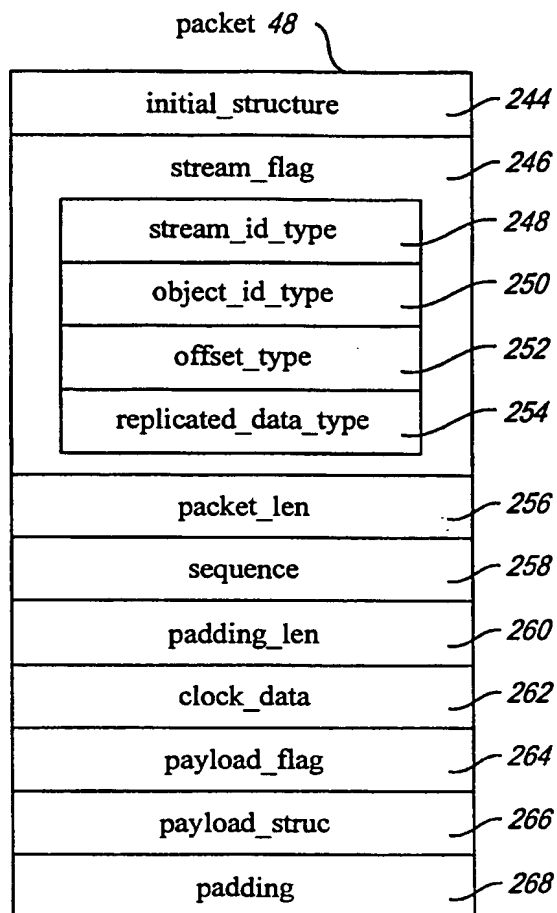 packet 48
initial_structure 244
stream_flag 246
stream_id_type 248
object_id_type 250
offset_type 252
replicated_data_type 254
packet_len 256
sequence 258
padding_len 260
clock_data 262
payload_flag 264
payload_struc 266
padding 268